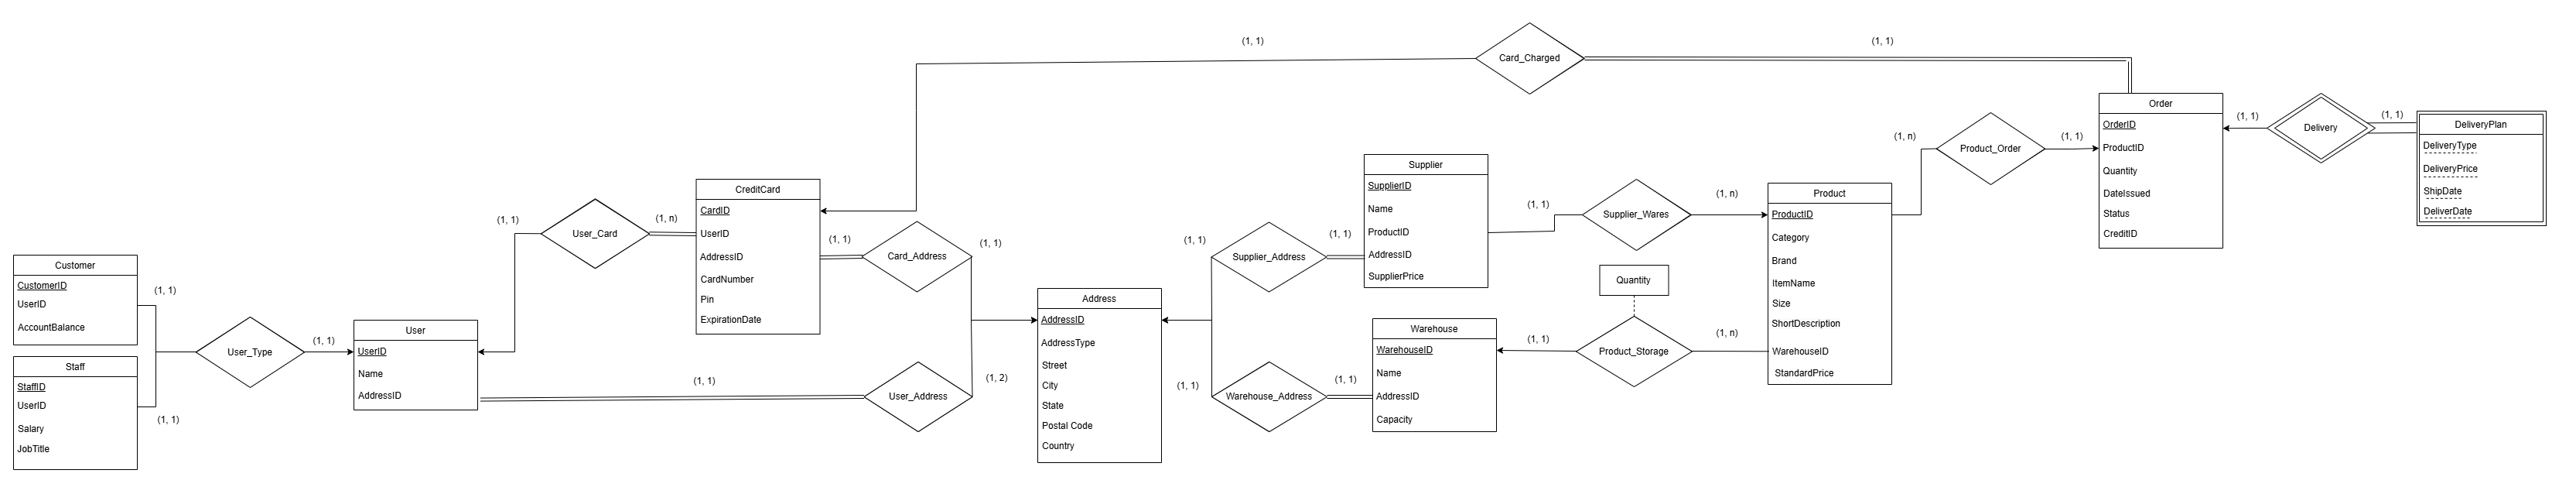 Customer
CustomerID
UserID
AccountBalance
Staff
StaffID
UserID
Salary
JobTitle
(1, 1)
(1, 1)
User_Type
(1, 1)
User
UserID
Name
AddressID
(1, 1)
User_Card
(1, n)
CreditCard
CardID
UserID
AddressID
CardNumber
Pin
ExpirationDate
(1, 1)
Card_Address
(1, 1)
(1, 1)
User_Address
(1, 2)
Address
AddressID
AddressType
Street
City
State
Postal Code
Country
(1, 1)
Supplier_Address
(1, 1)
(1, 1)
Warehouse_Address
(1, 1)
Supplier
SupplierID
Name
ProductID
AddressID
SupplierPrice
Warehouse
WarehouseID
Name
AddressID
Capacity
(1, 1)
Supplier_Wares
(1, n)
Quantity
(1, 1)
Product_Storage
(1, n)
Product
ProductID
Category
Brand
ItemName
Size
ShortDescription
WarehouseID
StandardPrice
(1, n)
Product_Order
(1, 1)
(1, 1)
Card_Charged
(1, 1)
Order
OrderID
ProductID
Quantity
DateIssued
Status
CreditID
(1, 1)
Delivery
(1, 1)
DeliveryPlan
DeliveryType
DeliveryPrice
ShipDate
DeliverDate